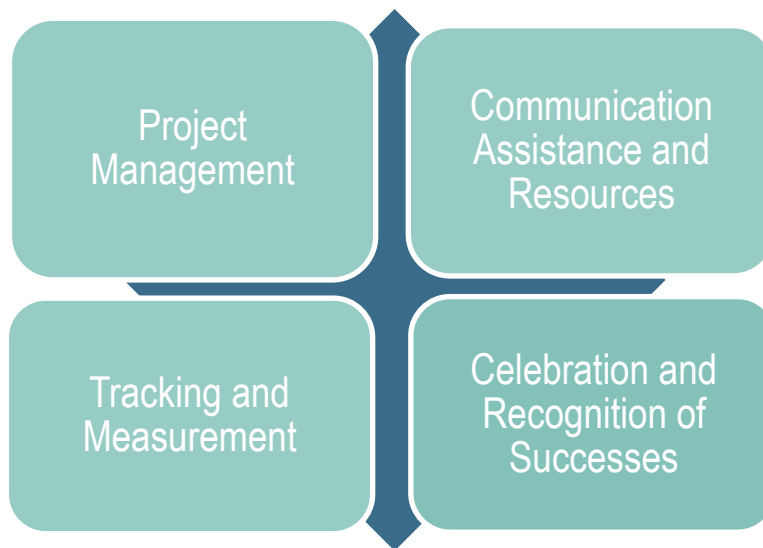 Project
Management
Communication
Assistance and
Resources
Tracking and
Measurement
Celebration and
Recognition of
Successes